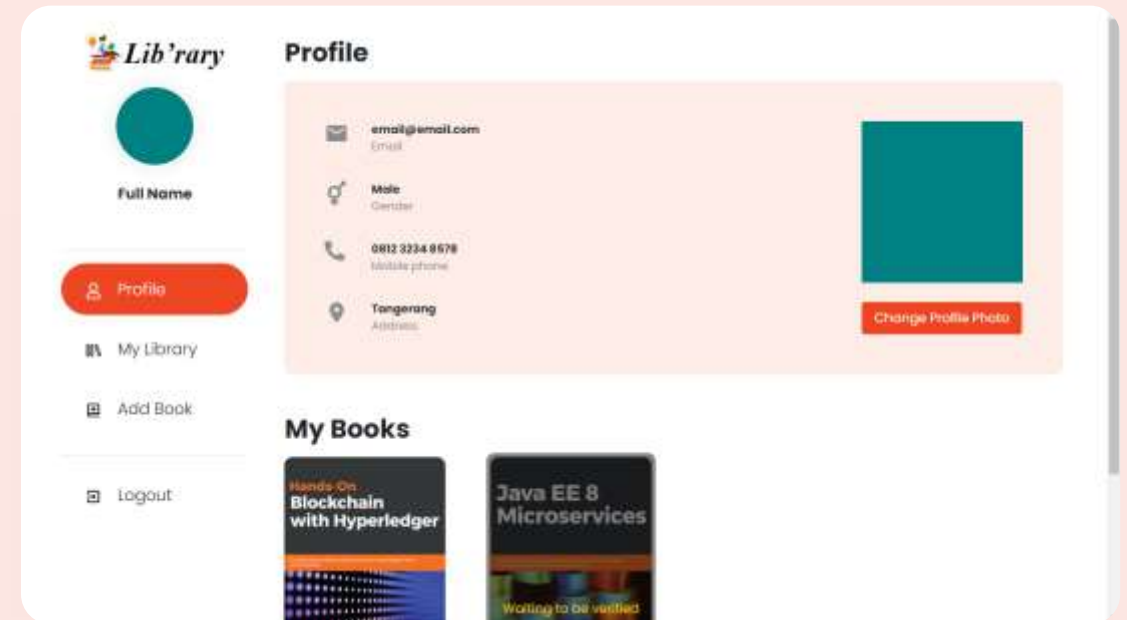 Lib'rary
Full Name
Profile
My Library
Add Book
Logout
Profile
email@email.com
Email
Male
Gender
0812 3234 8578
Mobile phone
Tangerang
Address
Change Profile Photo
My Books
Hands-On
Blockchain
with Hyperledger
Java EE 8
Microservices
Waiting to be verified